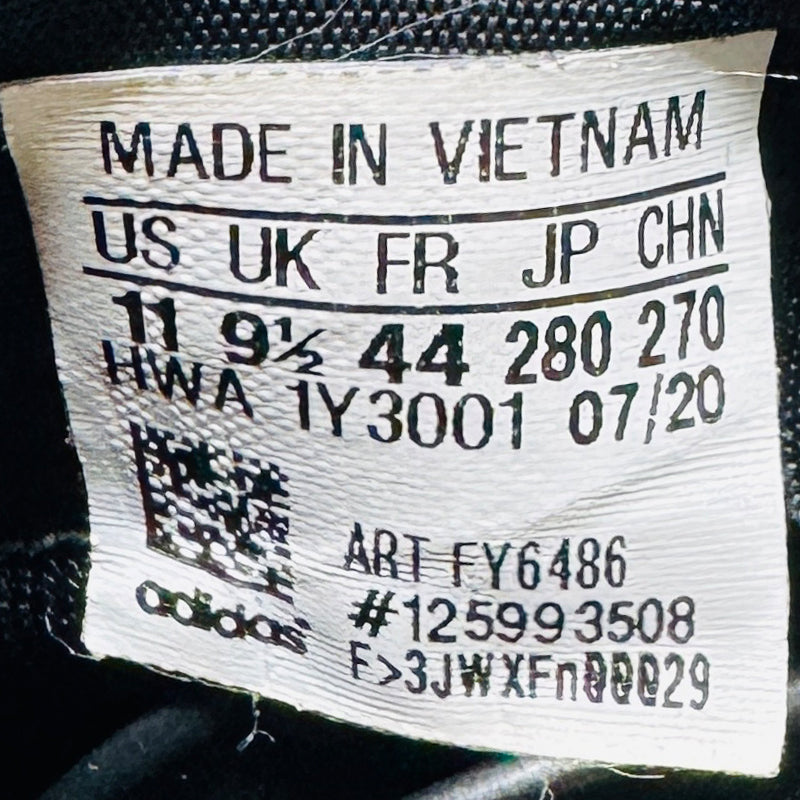 MADE IN VIETNAM
US UK FR JP CHN
11 9½ 44 280 270
HWA 1Y3001 07/20
ART FY6486
#125993508
adidas